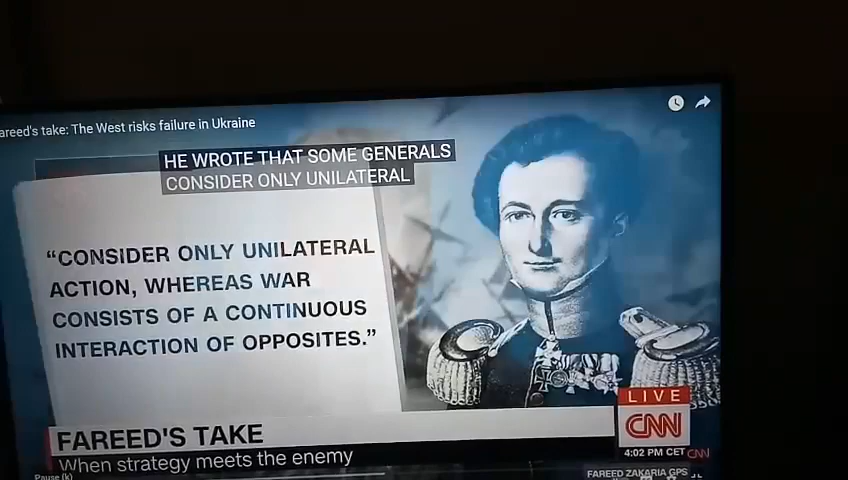 areed's take: The West risks failure in Ukraine
HE WROTE THAT SOME GENERALS
CONSIDER ONLY UNILATERAL
“CONSIDER ONLY UNILATERAL
ACTION, WHEREAS WAR
CONSISTS OF A CONTINUOUS
INTERACTION OF OPPOSITES.”
FAREED'S TAKE
When strategy meets the enemy
LIVE
CNN
4:02 PM CET CNN
FAREED ZAKARIA GPS
Pause (k)